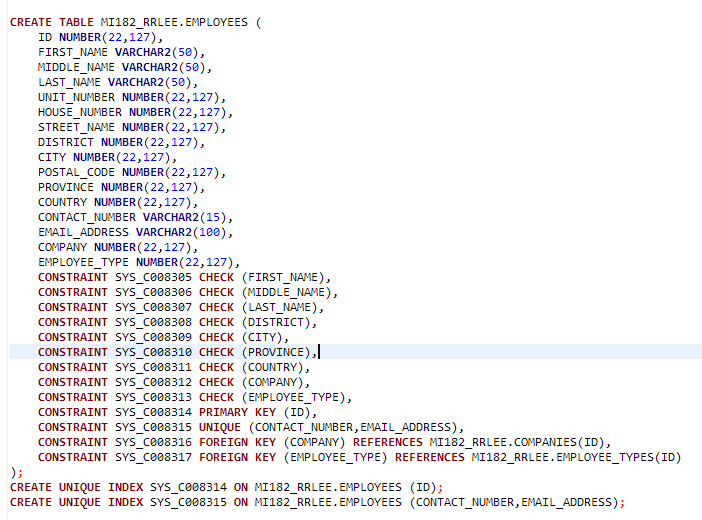 CREATE TABLE MI182_RRLEE.EMPLOYEES (
    ID NUMBER(22,127),
    FIRST_NAME VARCHAR2(50),
    MIDDLE_NAME VARCHAR2(50),
    LAST_NAME VARCHAR2(50),
    UNIT_NUMBER NUMBER(22,127),
    HOUSE_NUMBER NUMBER(22,127),
    STREET_NAME NUMBER(22,127),
    DISTRICT NUMBER(22,127),
    CITY NUMBER(22,127),
    POSTAL_CODE NUMBER(22,127),
    PROVINCE NUMBER(22,127),
    COUNTRY NUMBER(22,127),
    CONTACT_NUMBER VARCHAR2(15),
    EMAIL_ADDRESS VARCHAR2(100),
    COMPANY NUMBER(22,127),
    EMPLOYEE_TYPE NUMBER(22,127),
    CONSTRAINT SYS_C008305 CHECK (FIRST_NAME),
    CONSTRAINT SYS_C008306 CHECK (MIDDLE_NAME),
    CONSTRAINT SYS_C008307 CHECK (LAST_NAME),
    CONSTRAINT SYS_C008308 CHECK (DISTRICT),
    CONSTRAINT SYS_C008309 CHECK (CITY),
    CONSTRAINT SYS_C008310 CHECK (PROVINCE),
    CONSTRAINT SYS_C008311 CHECK (COUNTRY),
    CONSTRAINT SYS_C008312 CHECK (COMPANY),
    CONSTRAINT SYS_C008313 CHECK (EMPLOYEE_TYPE),
    CONSTRAINT SYS_C008314 PRIMARY KEY (ID),
    CONSTRAINT SYS_C008315 UNIQUE (CONTACT_NUMBER,EMAIL_ADDRESS),
    CONSTRAINT SYS_C008316 FOREIGN KEY (COMPANY) REFERENCES MI182_RRLEE.COMPANIES(ID),
    CONSTRAINT SYS_C008317 FOREIGN KEY (EMPLOYEE_TYPE) REFERENCES MI182_RRLEE.EMPLOYEE_TYPES(ID)
);
CREATE UNIQUE INDEX SYS_C008314 ON MI182_RRLEE.EMPLOYEES (ID);
CREATE UNIQUE INDEX SYS_C008315 ON MI182_RRLEE.EMPLOYEES (CONTACT_NUMBER,EMAIL_ADDRESS);